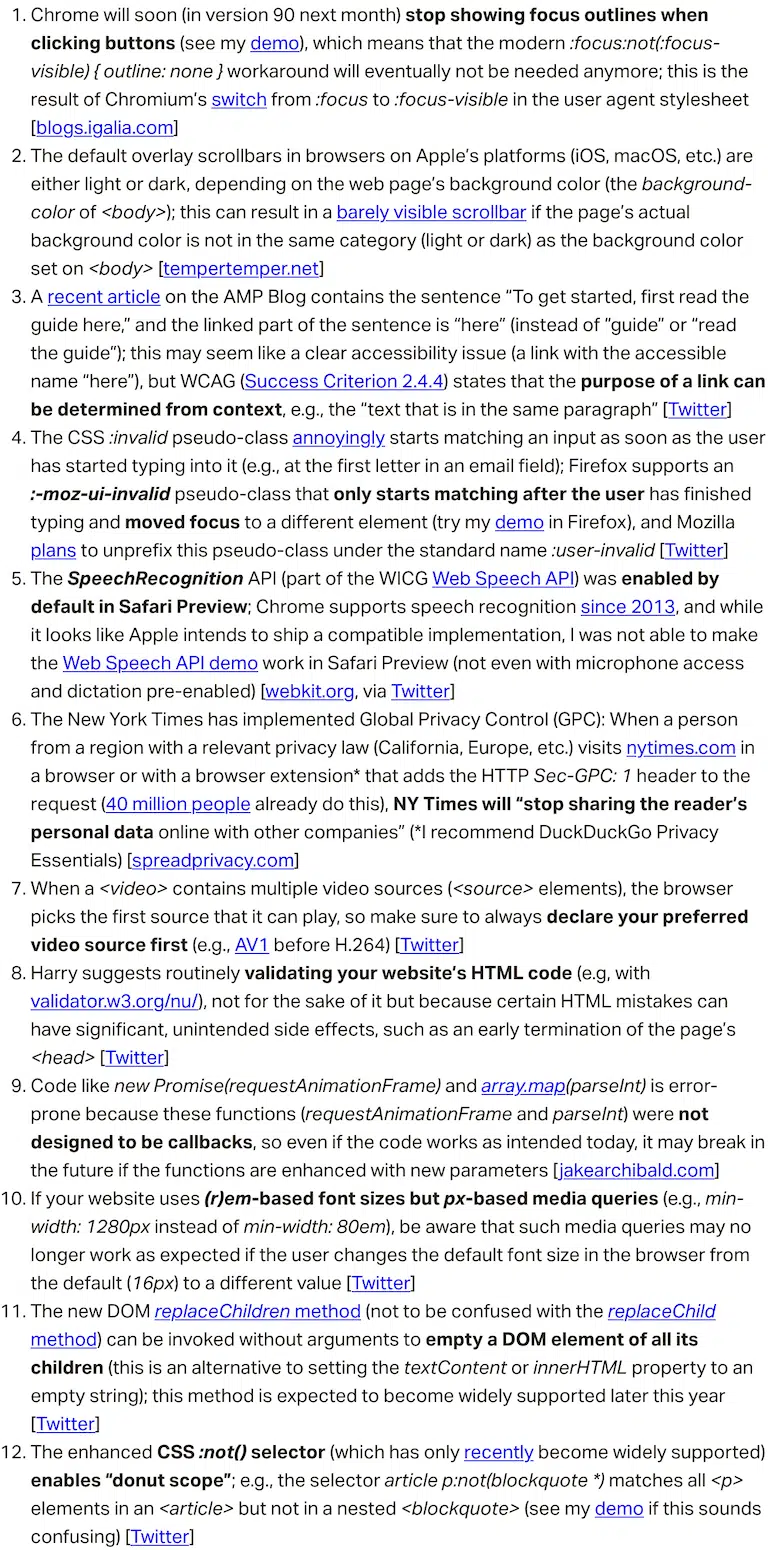 1. Chrome will soon (in version 90 next month) stop showing focus outlines when
clicking buttons (see my demo), which means that the modern :focus:not(:focus-
visible) { outline: none } workaround will eventually not be needed anymore; this is the
result of Chromium’s switch from :focus to :focus-visible in the user agent stylesheet
[blogs.igalia.com]
2. The default overlay scrollbars in browsers on Apple’s platforms (iOS, macOS, etc.) are
either light or dark, depending on the web page’s background color (the background-
color of <body>); this can result in a barely visible scrollbar if the page’s actual
background color is not in the same category (light or dark) as the background color
set on <body> [tempertemper.net]
3. A recent article on the AMP Blog contains the sentence “To get started, first read the
guide here,” and the linked part of the sentence is “here” (instead of “guide” or “read
the guide”); this may seem like a clear accessibility issue (a link with the accessible
name “here”), but WCAG (Success Criterion 2.4.4) states that the purpose of a link can
be determined from context, e.g., the “text that is in the same paragraph” [Twitter]
4. The CSS :invalid pseudo-class annoyingly starts matching an input as soon as the user
has started typing into it (e.g., at the first letter in an email field); Firefox supports an
:-moz-ui-invalid pseudo-class that only starts matching after the user has finished
typing and moved focus to a different element (try my demo in Firefox), and Mozilla
plans to unprefix this pseudo-class under the standard name :user-invalid [Twitter]
5. The SpeechRecognition API (part of the WICG Web Speech API) was enabled by
default in Safari Preview; Chrome supports speech recognition since 2013, and while
it looks like Apple intends to ship a compatible implementation, I was not able to make
the Web Speech API demo work in Safari Preview (not even with microphone access
and dictation pre-enabled) [webkit.org, via Twitter]
6. The New York Times has implemented Global Privacy Control (GPC): When a person
from a region with a relevant privacy law (California, Europe, etc.) visits nytimes.com in
a browser or with a browser extension* that adds the HTTP Sec-GPC: 1 header to the
request (40 million people already do this), NY Times will “stop sharing the reader’s
personal data online with other companies” (*I recommend DuckDuckGo Privacy
Essentials) [spreadprivacy.com]
7. When a <video> contains multiple video sources (<source> elements), the browser
picks the first source that it can play, so make sure to always declare your preferred
video source first (e.g., AV1 before H.264) [Twitter]
8. Harry suggests routinely validating your website’s HTML code (e.g, with
validator.w3.org/nu/), not for the sake of it but because certain HTML mistakes can
have significant, unintended side effects, such as an early termination of the page’s
<head> [Twitter]
9. Code like new Promise(requestAnimationFrame) and array.map(parseInt) is error-
prone because these functions (requestAnimationFrame and parseInt) were not
designed to be callbacks, so even if the code works as intended today, it may break in
the future if the functions are enhanced with new parameters [jakearchibald.com]
10. If your website uses (r)em-based font sizes but px-based media queries (e.g., min-
width: 1280px instead of min-width: 80em), be aware that such media queries may no
longer work as expected if the user changes the default font size in the browser from
the default (16px) to a different value [Twitter]
11. The new DOM replaceChildren method (not to be confused with the replaceChild
method) can be invoked without arguments to empty a DOM element of all its
children (this is an alternative to setting the textContent or innerHTML property to an
empty string); this method is expected to become widely supported later this year
[Twitter]
12. The enhanced CSS :not() selector (which has only recently become widely supported)
enables “donut scope”; e.g., the selector article p:not(blockquote *) matches all <p>
elements in an <article> but not in a nested <blockquote> (see my demo if this sounds
confusing) [Twitter]